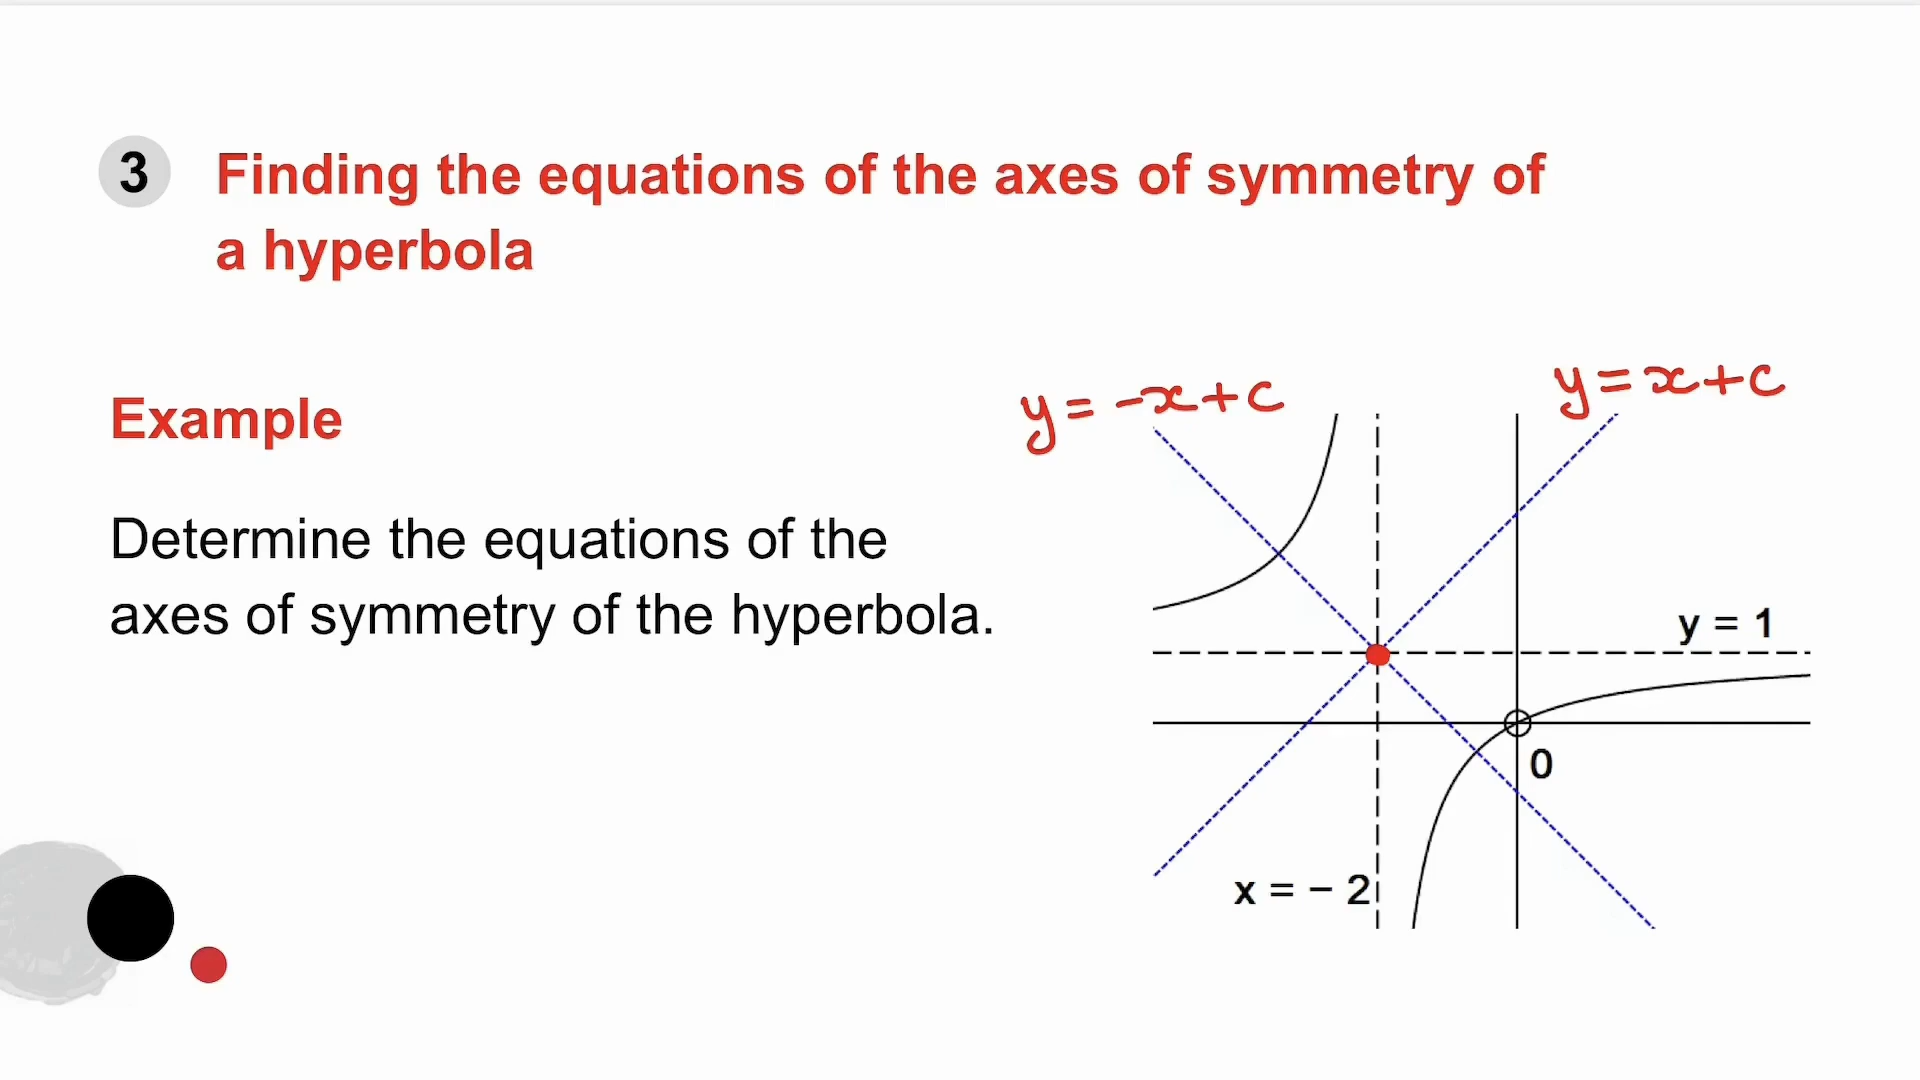 3 Finding the equations of the axes of symmetry of
a hyperbola
Example
Determine the equations of the
axes of symmetry of the hyperbola.
y = -x + c
y = x + c
y = 1
0
x = − 2